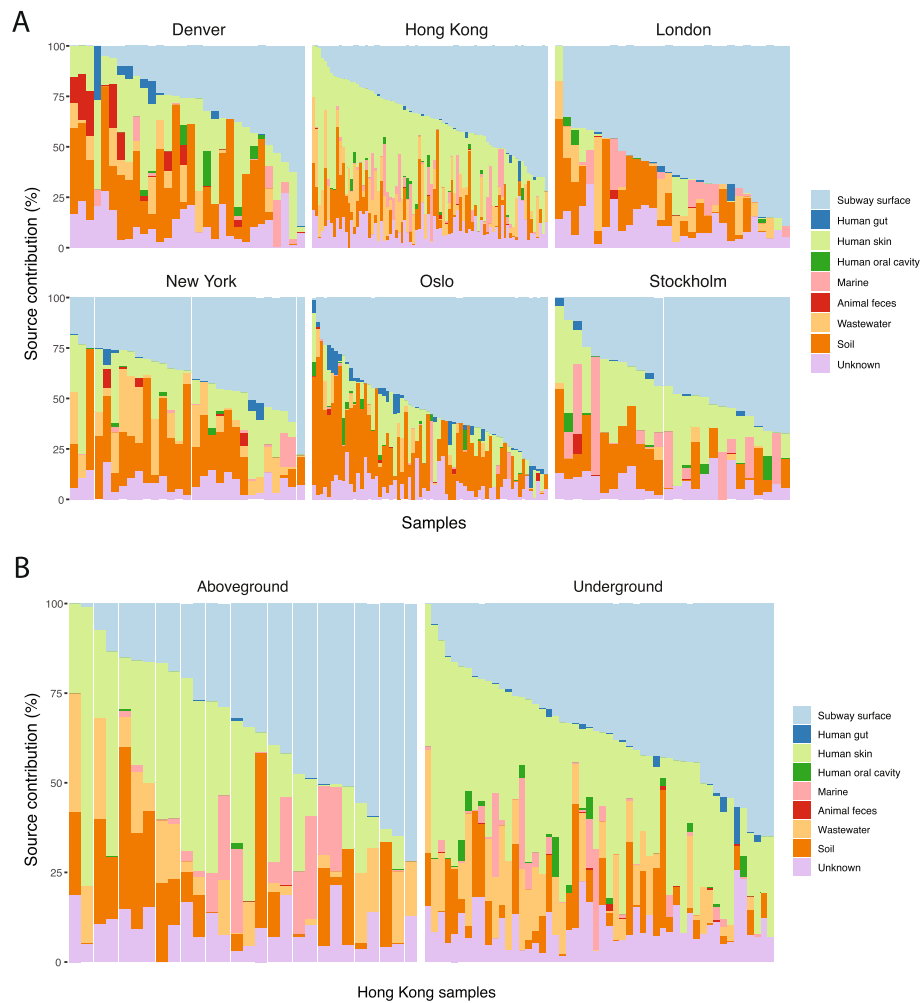 A
Denver
Hong Kong
London
100
75
50
25
0
New York
Oslo
Stockholm
100
75
50
25
0
Source contribution (%)
Samples
Subway surface
Human gut
Human skin
Human oral cavity
Marine
Animal feces
Wastewater
Soil
Unknown
B
Aboveground
Underground
100
75
50
25
0
Source contribution (%)
Hong Kong samples
Subway surface
Human gut
Human skin
Human oral cavity
Marine
Animal feces
Wastewater
Soil
Unknown